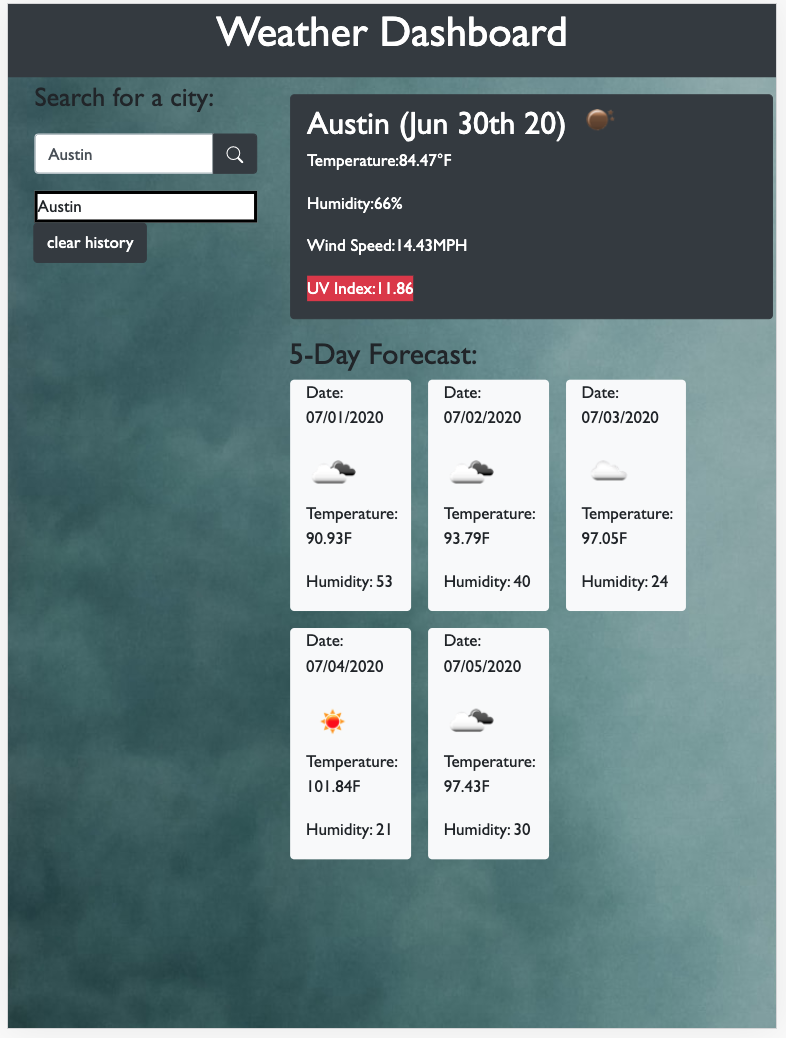 Weather Dashboard
Search for a city:
Austin
Austin
clear history
Austin (Jun 30th 20)
Temperature:84.47°F
Humidity:66%
Wind Speed:14.43MPH
UV Index:11.86
5-Day Forecast:
Date:
07/01/2020
Temperature:
90.93F
Humidity: 53
Date:
07/02/2020
Temperature:
93.79F
Humidity: 40
Date:
07/03/2020
Temperature:
97.05F
Humidity: 24
Date:
07/04/2020
Temperature:
101.84F
Humidity: 21
Date:
07/05/2020
Temperature:
97.43F
Humidity: 30